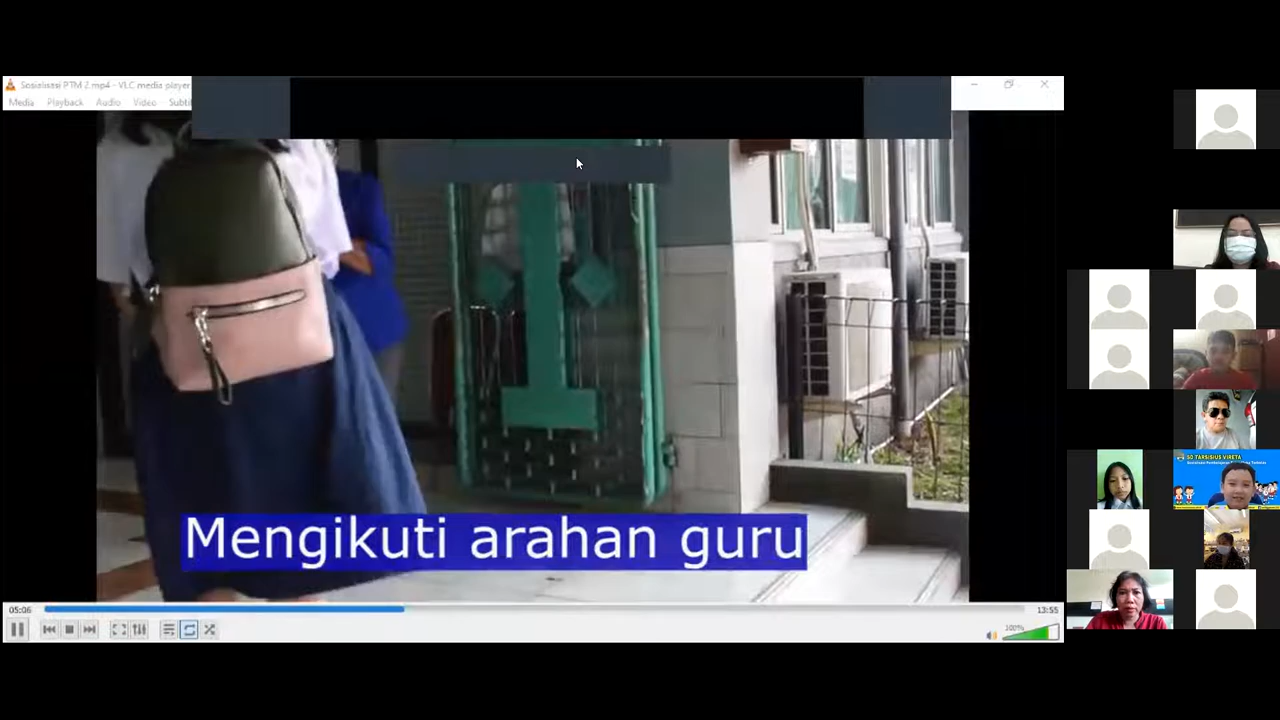 Sosialisasi PTM 2.mp4 - VLC media player
Media Playback Audio Video
Mengikuti arahan guru
05:06
13:55
100%
SD TARSISIUS VIRETA